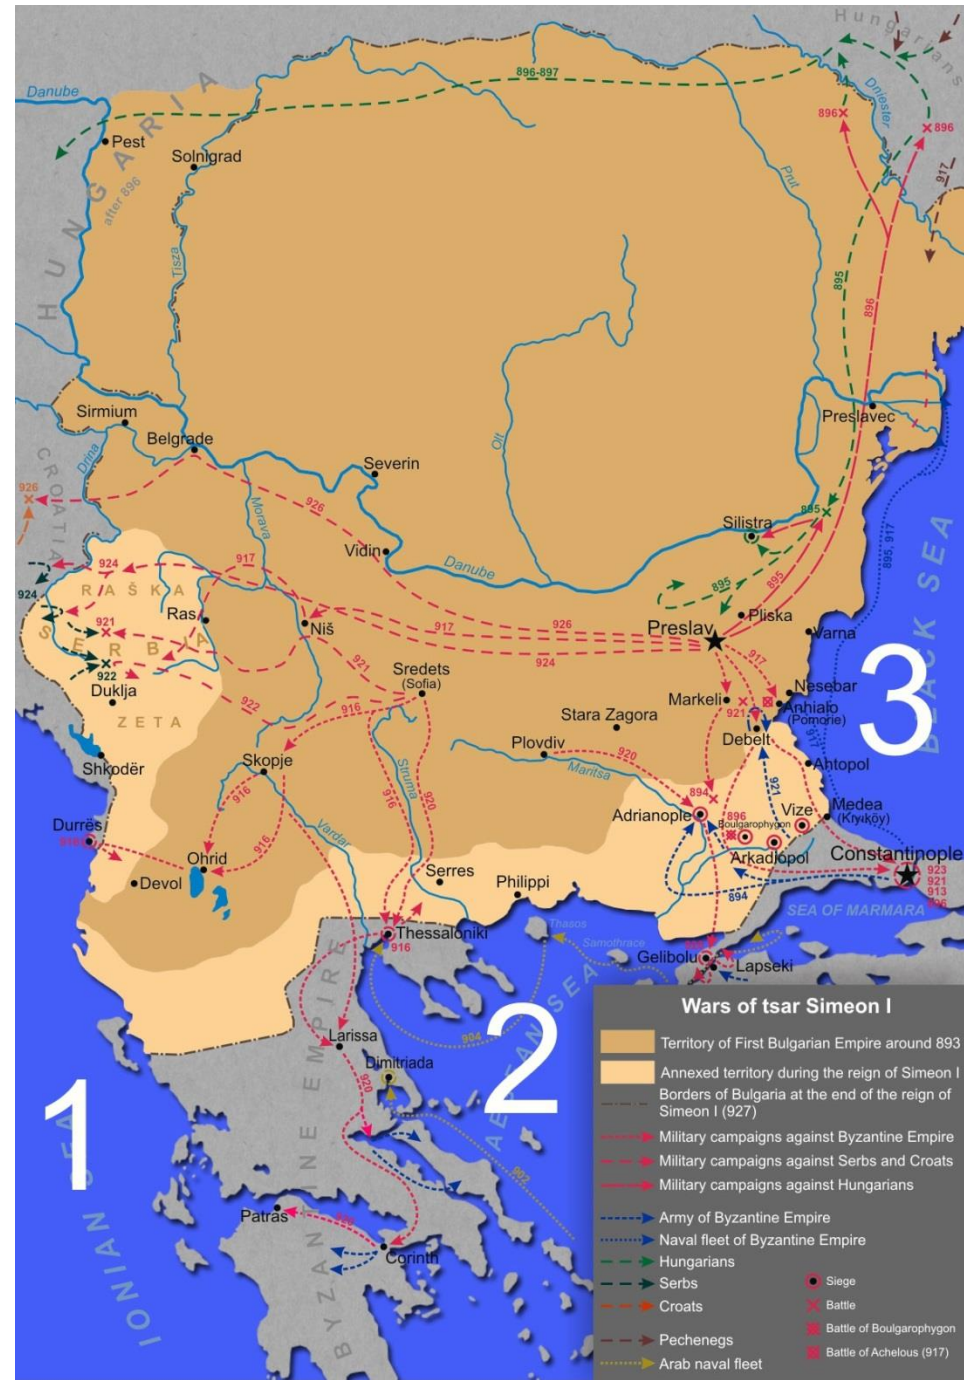 Hungarians
896-897
Danube
HUNGARIA
after 896
Pest
Solnigrad
Dniester
896
896
Prut
917
Tisza
895
896
Sirmium
Belgrade
Drina
CROATIA
926
Preslavec
Olt
Severin
Morava
926
Silistra
895
895, 917
Vidin
Danube
895
895
BLACK SEA
924
917
RAŠKA
924
Ras
921
SERBIA
Niš
917
926
924
Pliska
Preslav
Varna
3
922
Duklja
ZETA
921
Sredets
(Sofia)
922
916
917
Markeli
921
Nesebar
Anhialo
(Pomorie)
Stara Zagora
Plovdiv
Debelt
917
Shkodër
Skopje
Struma
920
Maritsa
Ahtopol
921
916
916
920
894
Adrianople
896
Boulgarophygon
Vize
Medea
(Kıyıköy)
Durrës
Vardar
916
Arkadiopol
Constantinople
923
921
913
896
Ohrid
Devol
Serres
Philippi
894
SEA OF MARMARA
Thessaloniki
916
Thasos
Samothrace
Gelibolu
Lapseki
1
2
904
AEGEAN SEA
Larissa
Dimitriada
920
902
IONIAN SEA
BYZANTINE EMPIRE
Patras
Corinth
Wars of tsar Simeon I
Territory of First Bulgarian Empire around 893
Annexed territory during the reign of Simeon I
Borders of Bulgaria at the end of the reign of
Simeon I (927)
Military campaigns against Byzantine Empire
Military campaigns against Serbs and Croats
Military campaigns against Hungarians
Army of Byzantine Empire
Naval fleet of Byzantine Empire
Hungarians
Serbs
Croats
Pechenegs
Arab naval fleet
Siege
Battle
Battle of Boulgarophygon
Battle of Achelous (917)